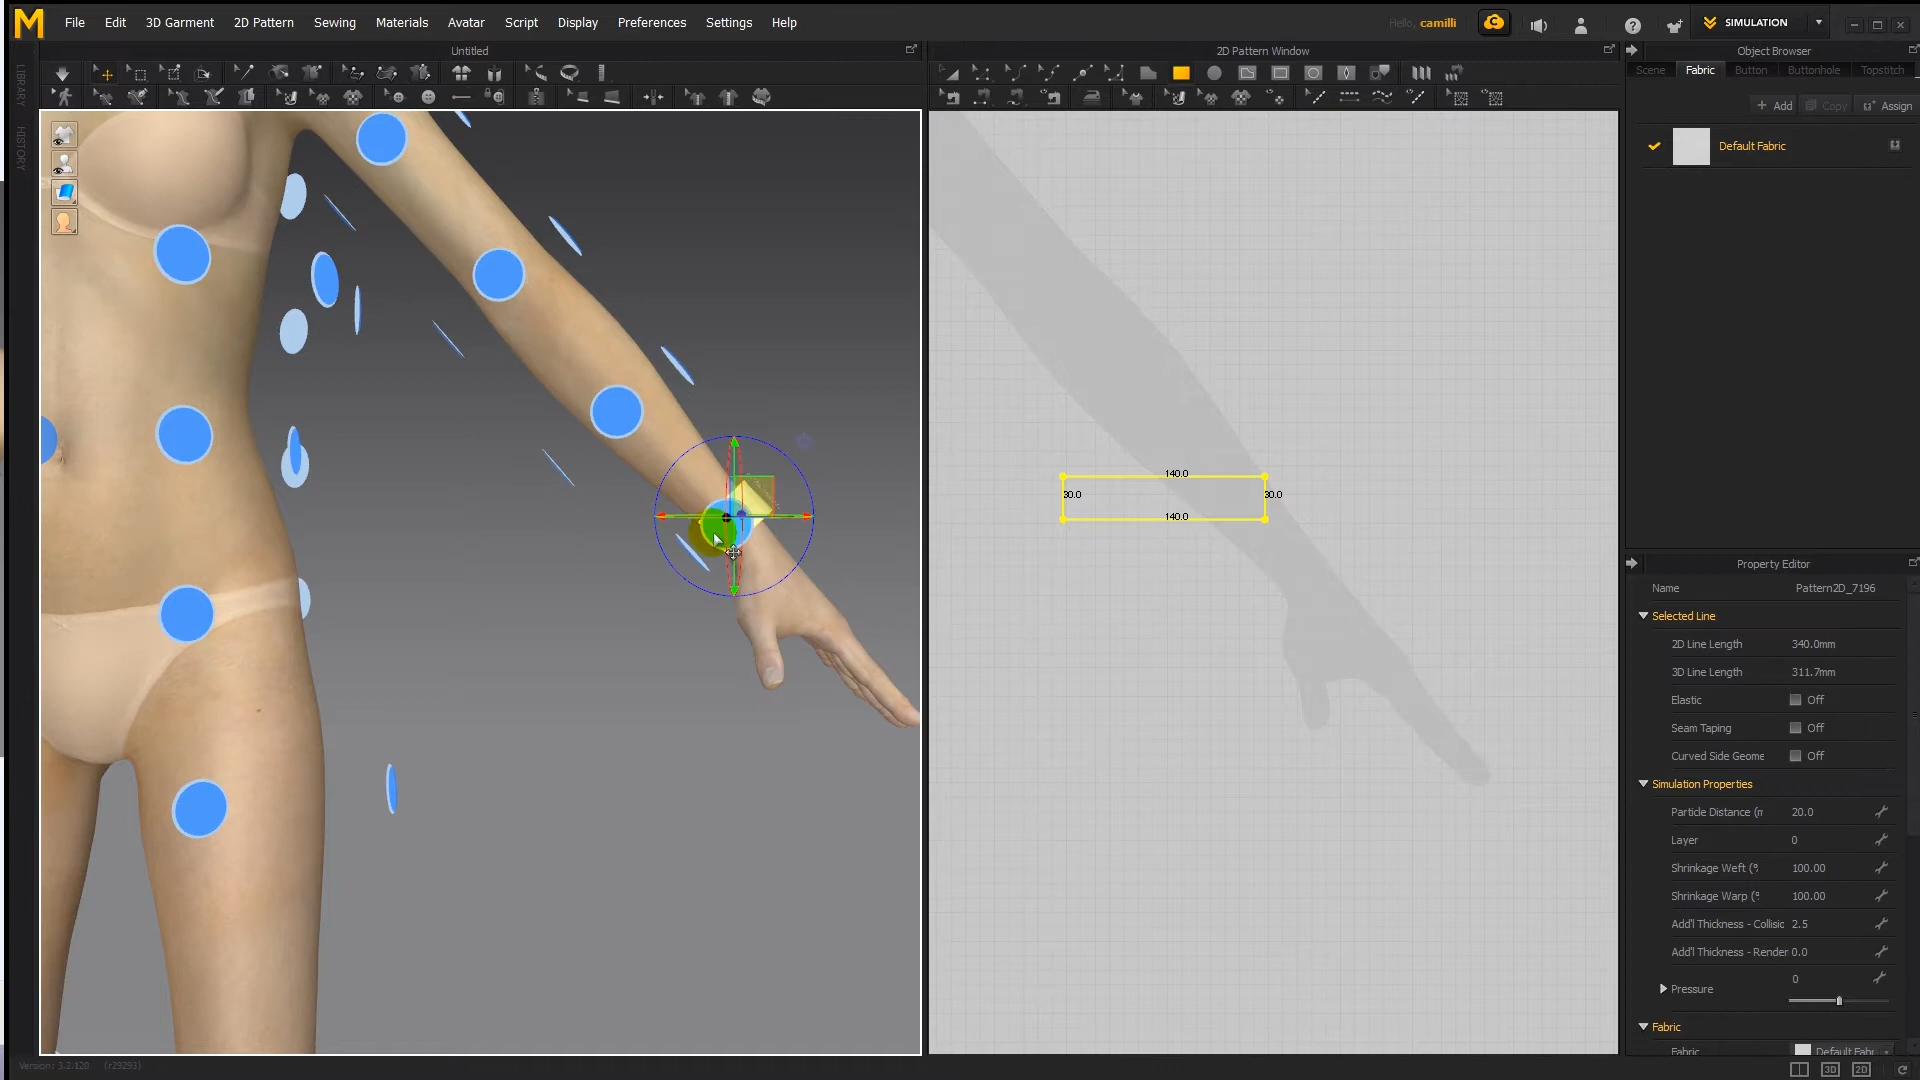 M File Edit 3D Garment 2D Pattern Sewing Materials Avatar Script Display Preferences Settings Help
Hello, camilli
SIMULATION
Untitled
2D Pattern Window
Object Browser
LIBRARY
HISTORY
Scene Fabric Button Buttonhole Topstitch
+ Add Copy Assign
Default Fabric
140.0
30.0 30.0
140.0
Property Editor
Name Pattern2D_7196
Selected Line
2D Line Length 340.0mm
3D Line Length 311.7mm
Elastic Off
Seam Taping Off
Curved Side Geome Off
Simulation Properties
Particle Distance (m 20.0
Layer 0
Shrinkage Weft (% 100.00
Shrinkage Warp (% 100.00
Add'l Thickness - Collisic 2.5
Add'l Thickness - Render 0.0
Pressure 0
Fabric
Fabric Default Fabr
Version: 3.2.120 (r29293)
3D 2D